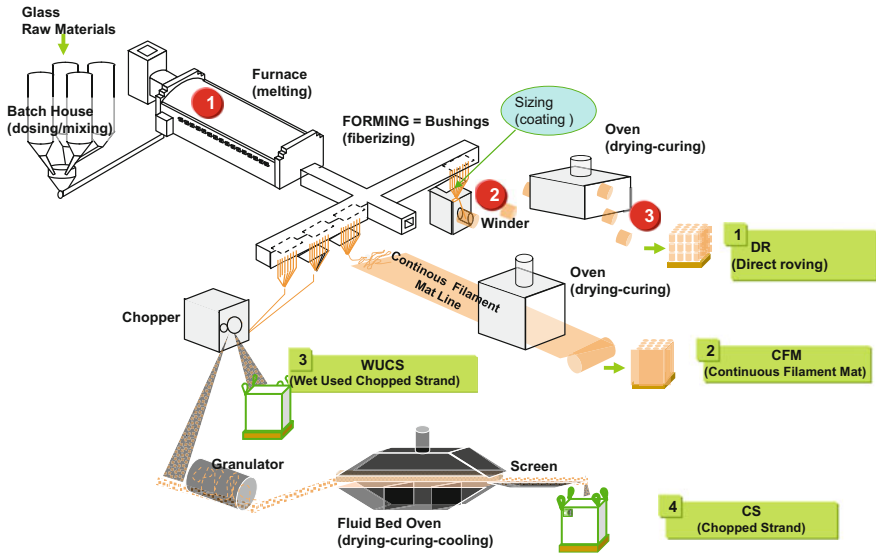 Glass
Raw Materials
Batch House
(dosing/mixing)
Furnace
(melting)
1
FORMING = Bushings
(fiberizing)
Sizing
(coating )
2
Winder
Oven
(drying-curing)
3
1
DR
(Direct roving)
Continous Filament
Mat Line
Oven
(drying-curing)
2
CFM
(Continuous Filament Mat)
Chopper
3
WUCS
(Wet Used Chopped Strand)
Granulator
Screen
Fluid Bed Oven
(drying-curing-cooling)
4
CS
(Chopped Strand)